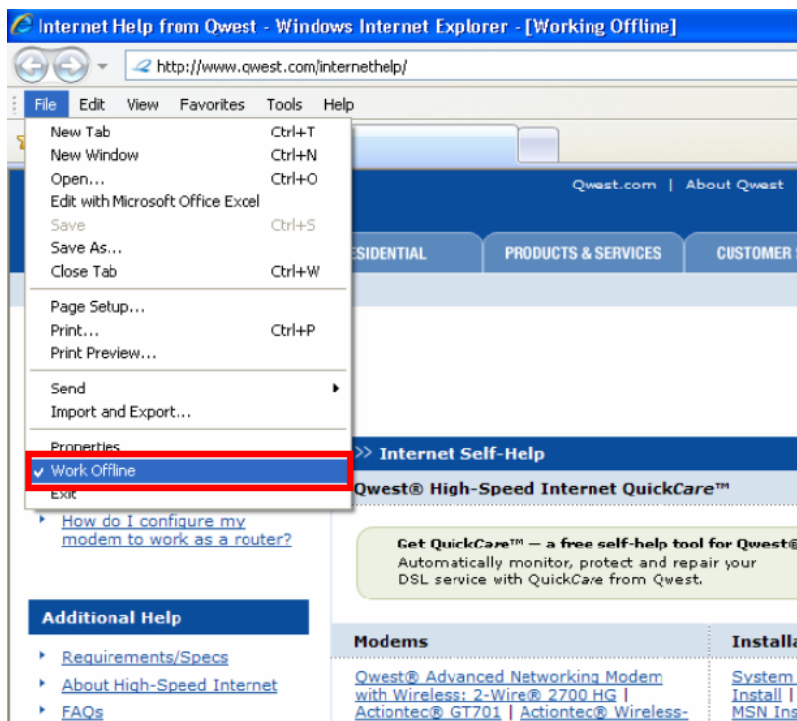 Internet Help from Qwest - Windows Internet Explorer - [Working Offline]
http://www.qwest.com/internethelp/
File Edit View Favorites Tools Help
New Tab Ctrl+T
New Window Ctrl+N
Open... Ctrl+O
Edit with Microsoft Office Excel
Save Ctrl+S
Save As...
Close Tab Ctrl+W
Page Setup...
Print... Ctrl+P
Print Preview...
Send
Import and Export...
Properties
Work Offline
Exit
Qwest.com | About Qwest
PRODUCTS & SERVICES CUSTOMER
>> Internet Self-Help
Qwest® High-Speed Internet QuickCare™
How do I configure my
modem to work as a router?
Get QuickCare™ — a free self-help tool for Qwest®
Automatically monitor, protect and repair your
DSL service with QuickCare from Qwest.
Additional Help
Requirements/Specs
About High-Speed Internet
FAQs
Modems
Qwest® Advanced Networking Modem
with Wireless: 2-Wire® 2700 HG |
Actiontec® GT701 | Actiontec® Wireless-
System
Install |
MSN